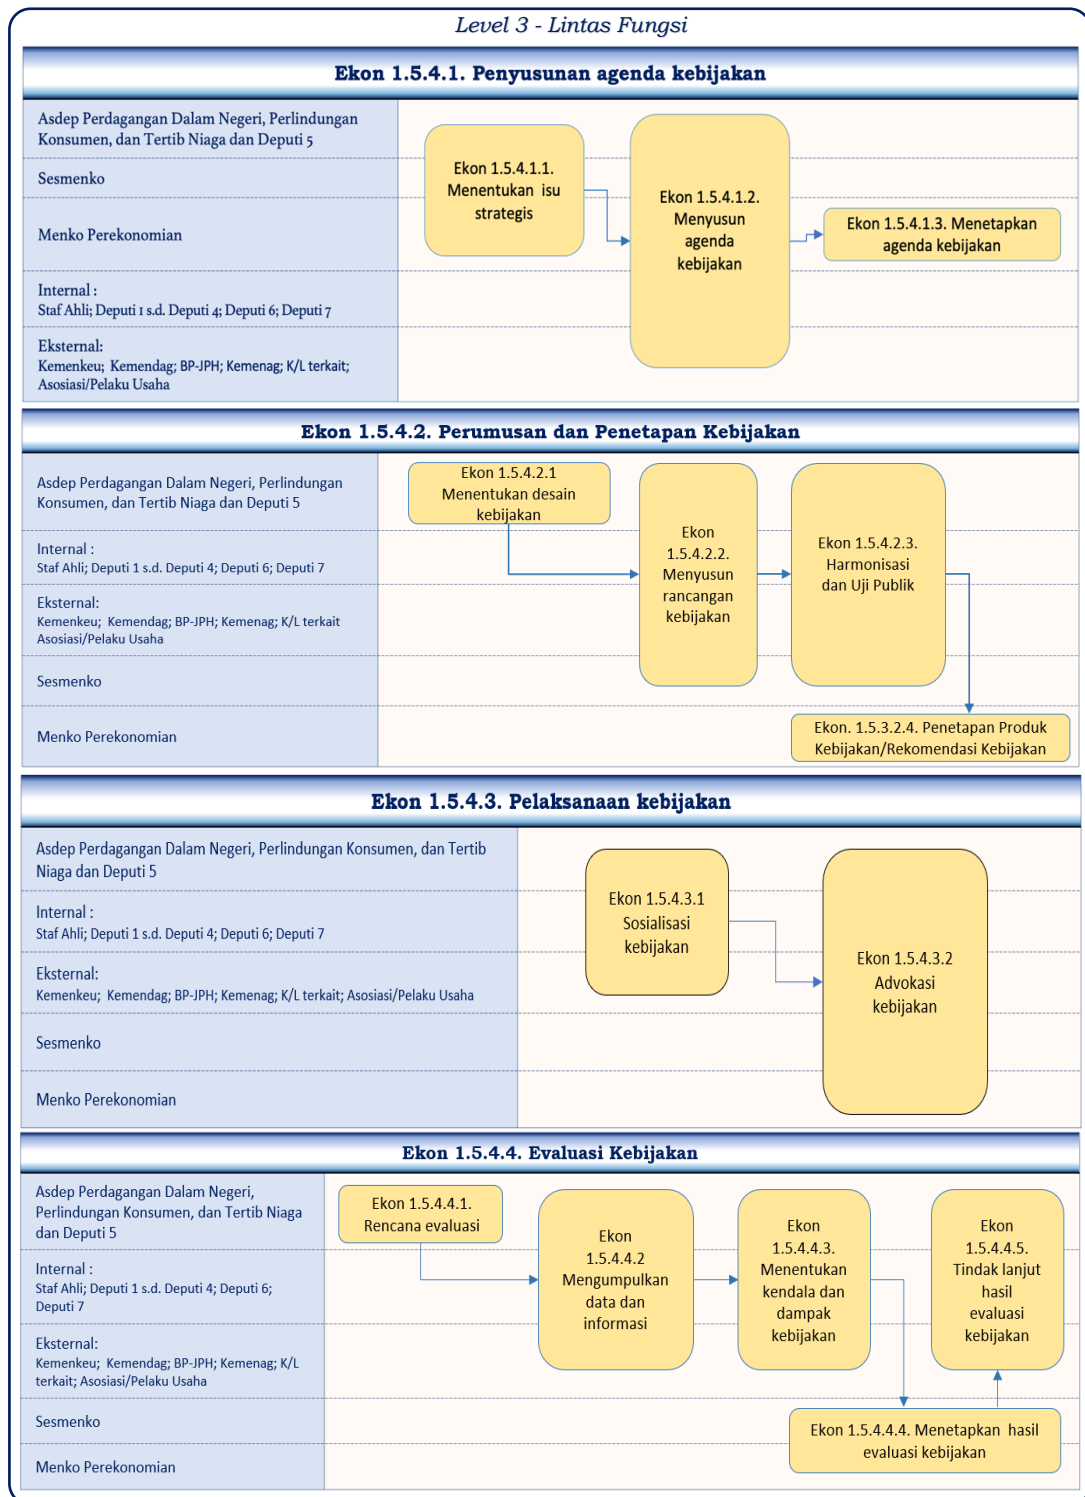 Level 3 - Lintas Fungsi
Ekon 1.5.4.1. Penyusunan agenda kebijakan
Asdep Perdagangan Dalam Negeri, Perlindungan
Konsumen, dan Tertib Niaga dan Deputi 5
Sesmenko
Menko Perekonomian
Internal :
Staf Ahli; Deputi 1 s.d. Deputi 4; Deputi 6; Deputi 7
Eksternal:
Kemenkeu; Kemendag; BP-JPH; Kemenag; K/L terkait;
Asosiasi/Pelaku Usaha
Ekon 1.5.4.1.1.
Menentukan isu
strategis
Ekon 1.5.4.1.2.
Menyusun
agenda
kebijakan
Ekon 1.5.4.1.3. Menetapkan
agenda kebijakan
Ekon 1.5.4.2. Perumusan dan Penetapan Kebijakan
Asdep Perdagangan Dalam Negeri, Perlindungan
Konsumen, dan Tertib Niaga dan Deputi 5
Internal :
Staf Ahli; Deputi 1 s.d. Deputi 4; Deputi 6; Deputi 7
Eksternal:
Kemenkeu; Kemendag; BP-JPH; Kemenag; K/L terkait
Asosiasi/Pelaku Usaha
Sesmenko
Menko Perekonomian
Ekon 1.5.4.2.1
Menentukan desain
kebijakan
Ekon
1.5.4.2.2.
Menyusun
rancangan
kebijakan
Ekon 1.5.4.2.3.
Harmonisasi
dan Uji Publik
Ekon. 1.5.3.2.4. Penetapan Produk
Kebijakan/Rekomendasi Kebijakan
Ekon 1.5.4.3. Pelaksanaan kebijakan
Asdep Perdagangan Dalam Negeri, Perlindungan Konsumen, dan Tertib
Niaga dan Deputi 5
Internal :
Staf Ahli; Deputi 1 s.d. Deputi 4; Deputi 6; Deputi 7
Eksternal:
Kemenkeu; Kemendag; BP-JPH; Kemenag; K/L terkait; Asosiasi/Pelaku Usaha
Sesmenko
Menko Perekonomian
Ekon 1.5.4.3.1
Sosialisasi
kebijakan
Ekon 1.5.4.3.2
Advokasi
kebijakan
Ekon 1.5.4.4. Evaluasi Kebijakan
Asdep Perdagangan Dalam Negeri,
Perlindungan Konsumen, dan Tertib Niaga
dan Deputi 5
Internal :
Staf Ahli; Deputi 1 s.d. Deputi 4; Deputi 6;
Deputi 7
Eksternal:
Kemenkeu; Kemendag; BP-JPH; Kemenag; K/L
terkait; Asosiasi/Pelaku Usaha
Sesmenko
Menko Perekonomian
Ekon 1.5.4.4.1.
Rencana evaluasi
Ekon
1.5.4.4.2
Mengumpulkan
data dan
informasi
Ekon
1.5.4.4.3.
Menentukan
kendala dan
dampak
kebijakan
Ekon
1.5.4.4.5.
Tindak lanjut
hasil
evaluasi
kebijakan
Ekon 1.5.4.4.4. Menetapkan hasil
evaluasi kebijakan